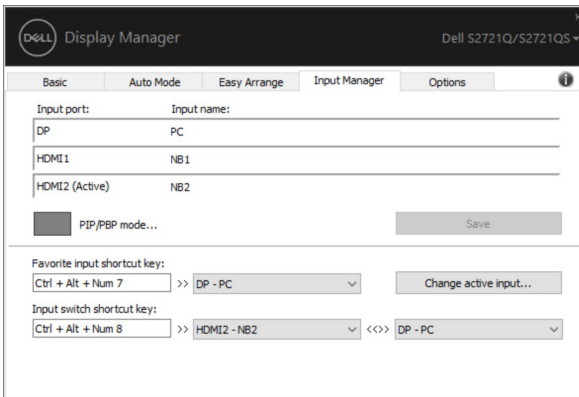 DELL Display Manager Dell S2721Q/S2721QS
Basic Auto Mode Easy Arrange Input Manager Options
Input port: Input name:
DP PC
HDMI1 NB1
HDMI2 (Active) NB2
PIP/PBP mode... Save
Favorite input shortcut key:
Ctrl + Alt + Num 7 >> DP - PC Change active input...
Input switch shortcut key:
Ctrl + Alt + Num 8 >> HDMI2 - NB2 <<>> DP - PC